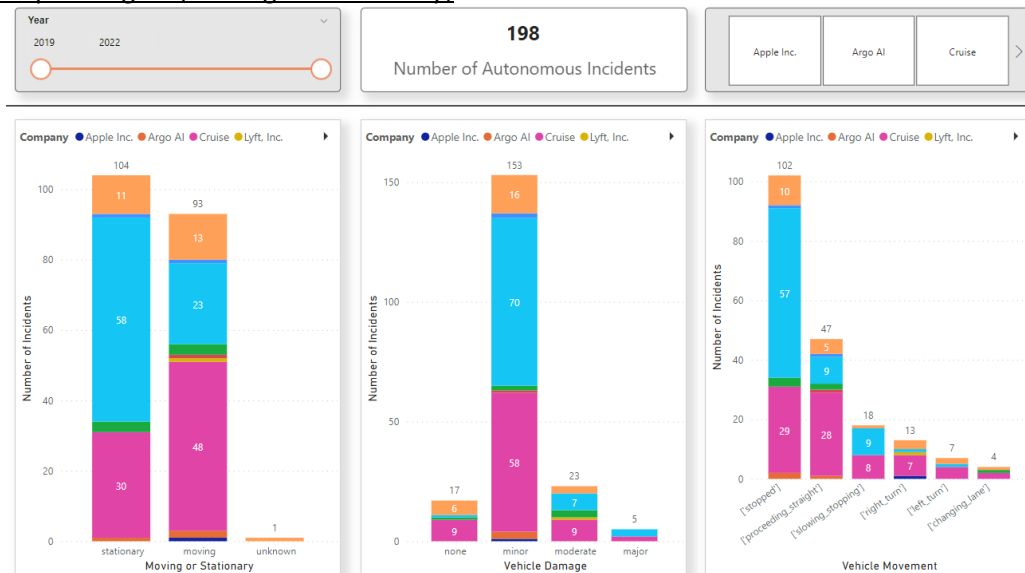 Year
2019 2022
198
Number of Autonomous Incidents
Apple Inc. Argo AI Cruise
Company Apple Inc. Argo AI Cruise Lyft, Inc.
104
93
1
100
80
60
40
20
0
11
58
30
13
23
48
Number of Incidents
stationary moving unknown
Moving or Stationary
Company Apple Inc. Argo AI Cruise Lyft, Inc.
17
153
23
5
150
100
50
0
6
9
16
70
58
7
9
Number of Incidents
none minor moderate major
Vehicle Damage
Company Apple Inc. Argo AI Cruise Lyft, Inc.
102
47
18
13
7
4
100
80
60
40
20
0
10
57
29
5
9
28
9
8
7
Number of Incidents
['stopped']
['proceeding_straight']
['slowing_stopping']
['right_turn']
['left_turn']
['changing_lane']
Vehicle Movement